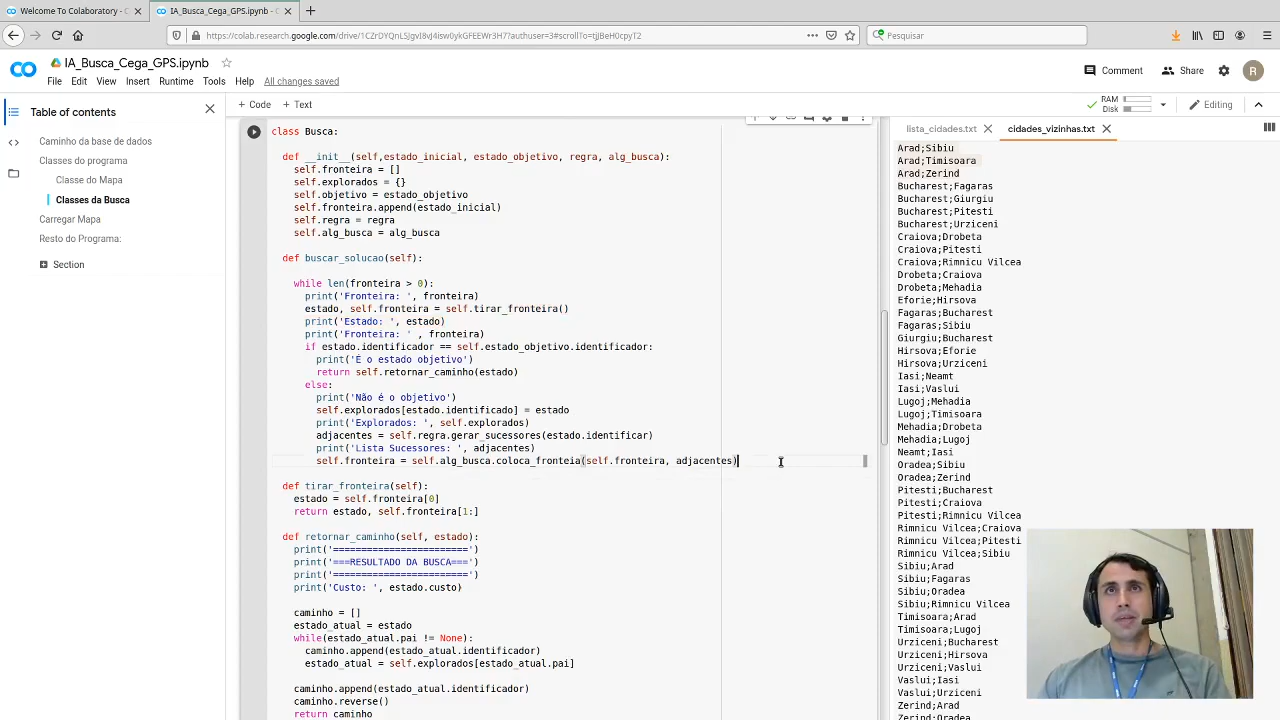 Welcome To Colaboratory - C
IA_Busca_Cega_GPS.ipynb - C
https://colab.research.google.com/drive/1CZrDYQnLSJgvI8vJ4isw0ykGFEEWr3H7?authuser=3#scrollTo=tjJBeH0cpyT2
Pesquisar
IA_Busca_Cega_GPS.ipynb
File Edit View Insert Runtime Tools Help All changes saved
Comment
Share
R
Table of contents
Caminho da base de dados
Classes do programa
Classe do Mapa
Classes da Busca
Carregar Mapa
Resto do Programa:
Section
+ Code + Text
RAM
Disk
Editing
class Busca:
def __init__(self,estado_inicial, estado_objetivo, regra, alg_busca):
self.fronteira = []
self.explorados = {}
self.objetivo = estado_objetivo
self.fronteira.append(estado_inicial)
self.regra = regra
self.alg_busca = alg_busca
def buscar_solucao(self):
while len(fronteira > 0):
print('Fronteira: ', fronteira)
estado, self.fronteira = self.tirar_fronteira()
print('Estado: ', estado)
print('Fronteira: ' , fronteira)
if estado.identificador == self.estado_objetivo.identificador:
print('É o estado objetivo')
return self.retornar_caminho(estado)
else:
print('Não é o objetivo')
self.explorados[estado.identificado] = estado
print('Explorados: ', self.explorados)
adjacentes = self.regra.gerar_sucessores(estado.identificar)
print('Lista Sucessores: ', adjacentes)
self.fronteira = self.alg_busca.coloca_fronteia(self.fronteira, adjacentes)
def tirar_fronteira(self):
estado = self.fronteira[0]
return estado, self.fronteira[1:]
def retornar_caminho(self, estado):
print('========================')
print('===RESULTADO DA BUSCA===')
print('========================')
print('Custo: ', estado.custo)
caminho = []
estado_atual = estado
while(estado_atual.pai != None):
caminho.append(estado_atual.identificador)
estado_atual = self.explorados[estado_atual.pai]
caminho.append(estado_atual.identificador)
caminho.reverse()
return caminho
lista_cidades.txt
cidades_vizinhas.txt
Arad;Sibiu
Arad;Timisoara
Arad;Zerind
Bucharest;Fagaras
Bucharest;Giurgiu
Bucharest;Pitesti
Bucharest;Urziceni
Craiova;Drobeta
Craiova;Pitesti
Craiova;Rimnicu Vilcea
Drobeta;Craiova
Drobeta;Mehadia
Eforie;Hirsova
Fagaras;Bucharest
Fagaras;Sibiu
Giurgiu;Bucharest
Hirsova;Eforie
Hirsova;Urziceni
Iasi;Neamt
Iasi;Vaslui
Lugoj;Mehadia
Lugoj;Timisoara
Mehadia;Drobeta
Mehadia;Lugoj
Neamt;Iasi
Oradea;Sibiu
Oradea;Zerind
Pitesti;Bucharest
Pitesti;Craiova
Pitesti;Rimnicu Vilcea
Rimnicu Vilcea;Craiova
Rimnicu Vilcea;Pitesti
Rimnicu Vilcea;Sibiu
Sibiu;Arad
Sibiu;Fagaras
Sibiu;Oradea
Sibiu;Rimnicu Vilcea
Timisoara;Arad
Timisoara;Lugoj
Urziceni;Bucharest
Urziceni;Hirsova
Urziceni;Vaslui
Vaslui;Iasi
Vaslui;Urziceni
Zerind;Arad
Zerind;Oradea